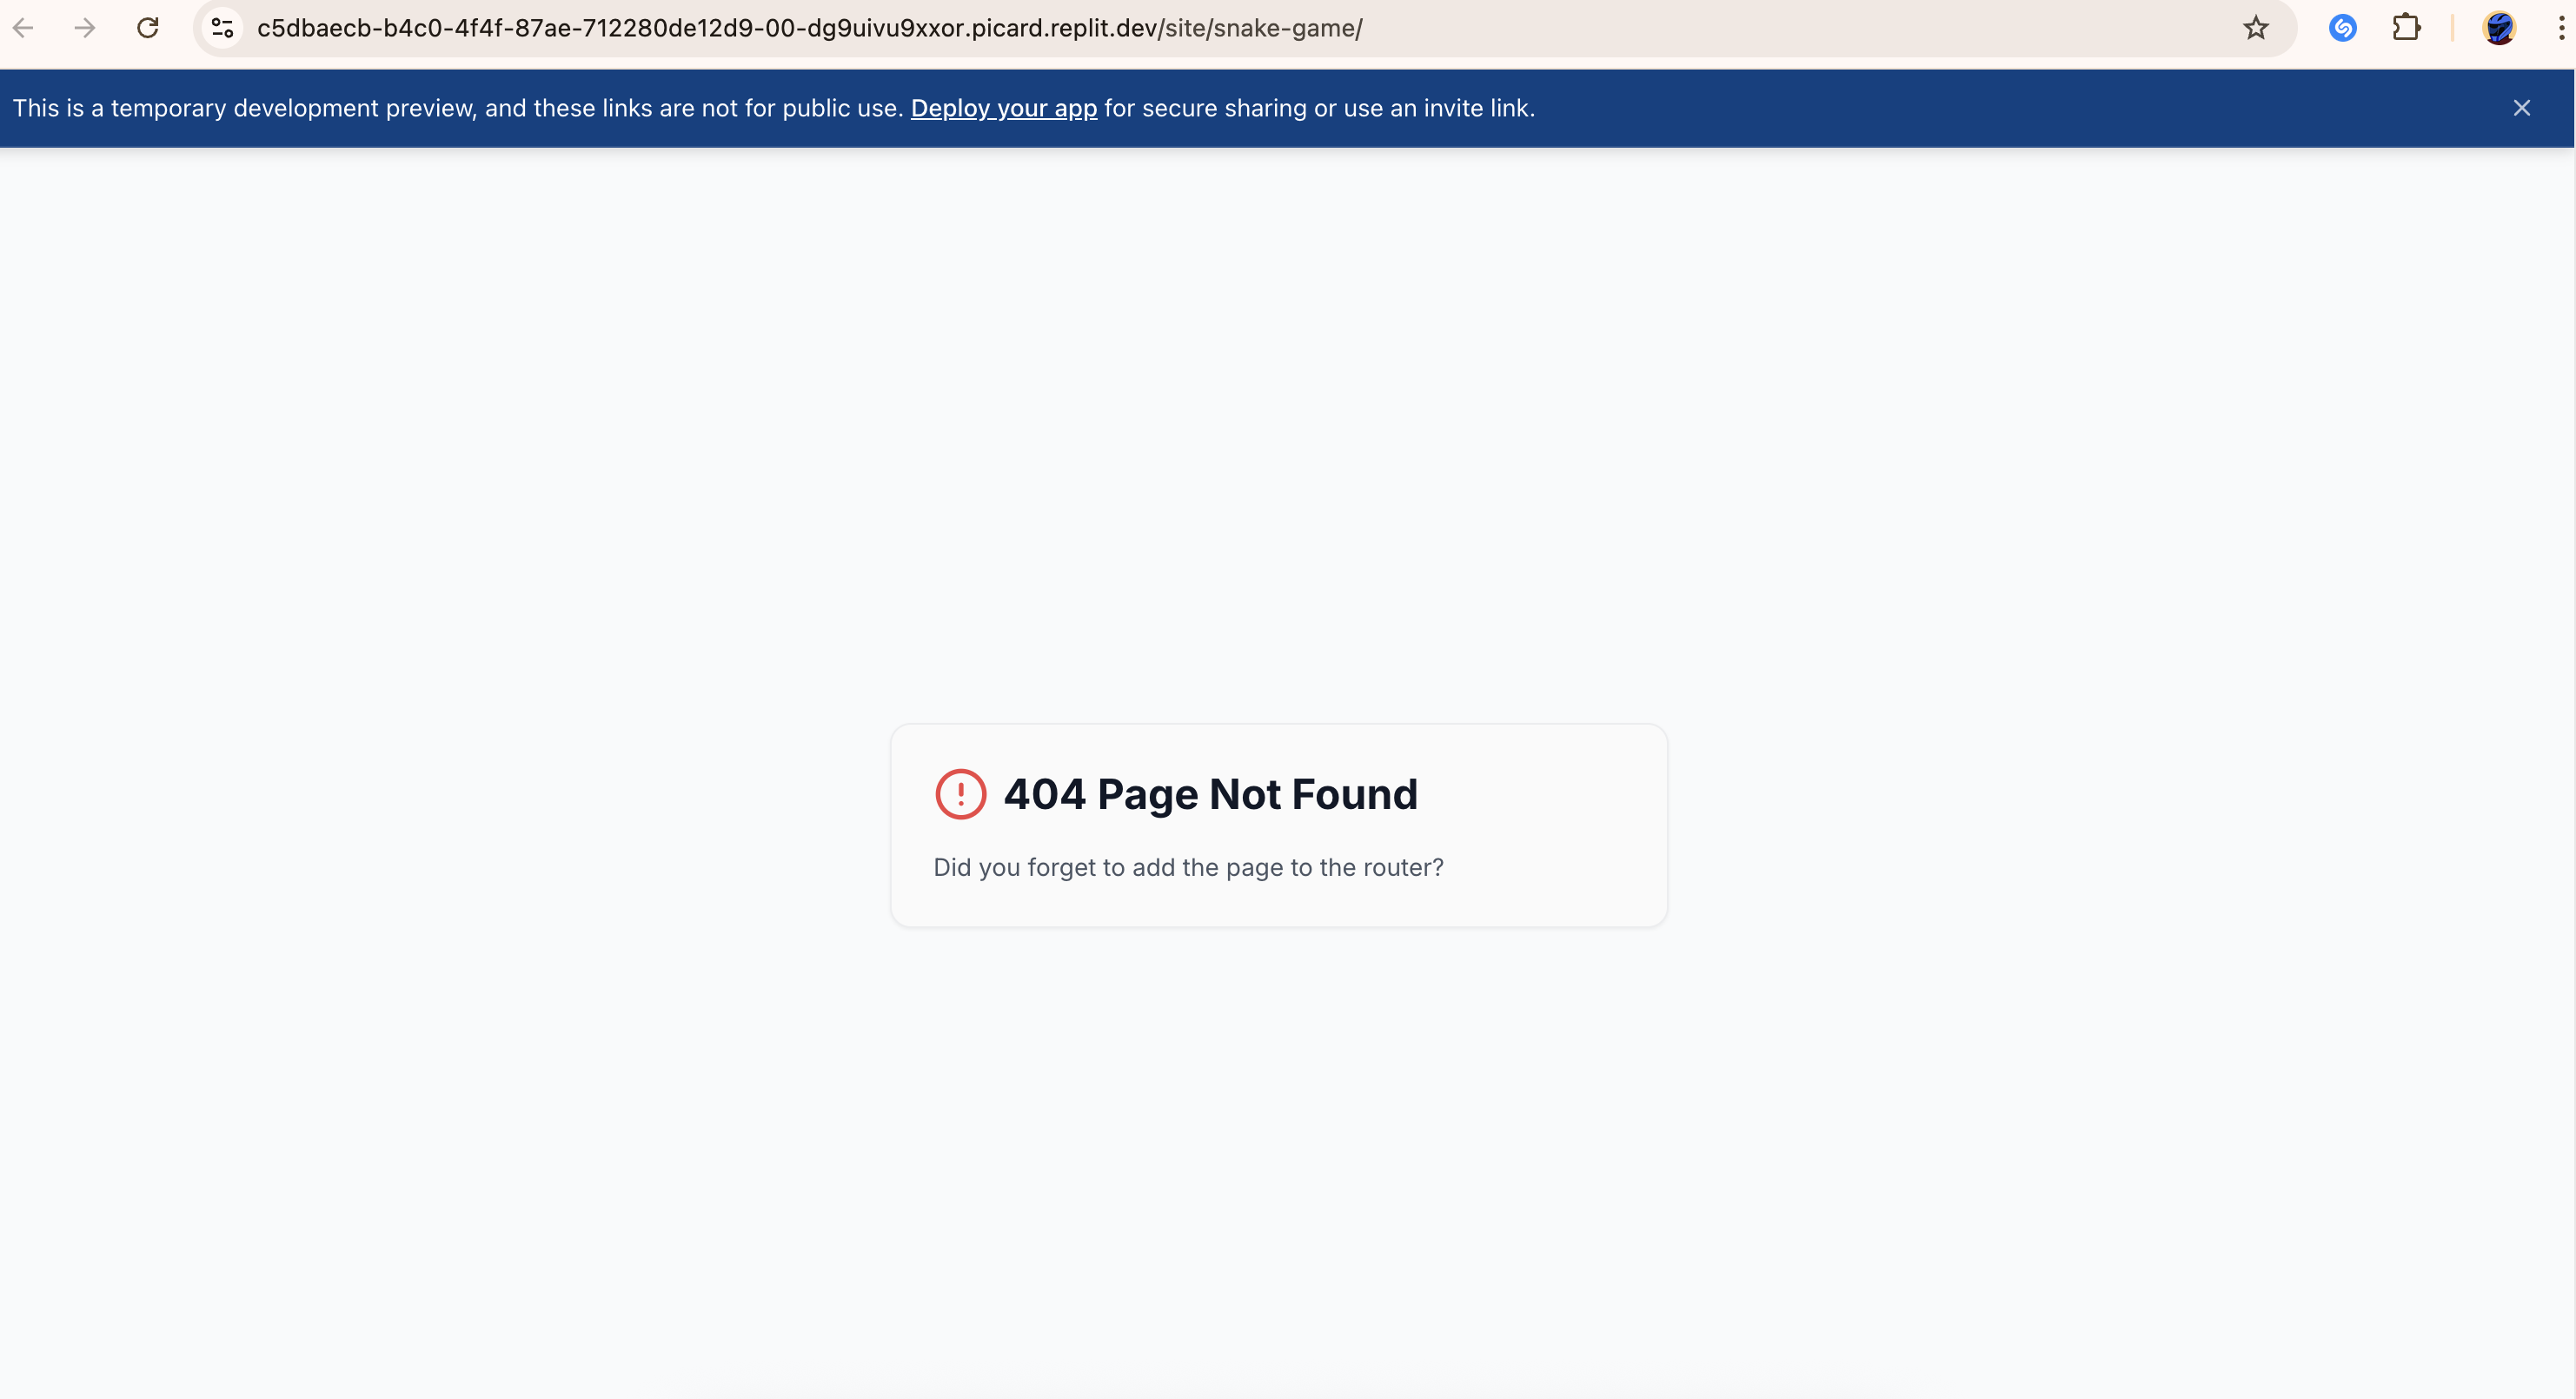 c5dbaecb-b4c0-4f4f-87ae-712280de12d9-00-dg9uivu9xxor.picard.replit.dev/site/snake-game/
This is a temporary development preview, and these links are not for public use. Deploy your app for secure sharing or use an invite link.
404 Page Not Found
Did you forget to add the page to the router?